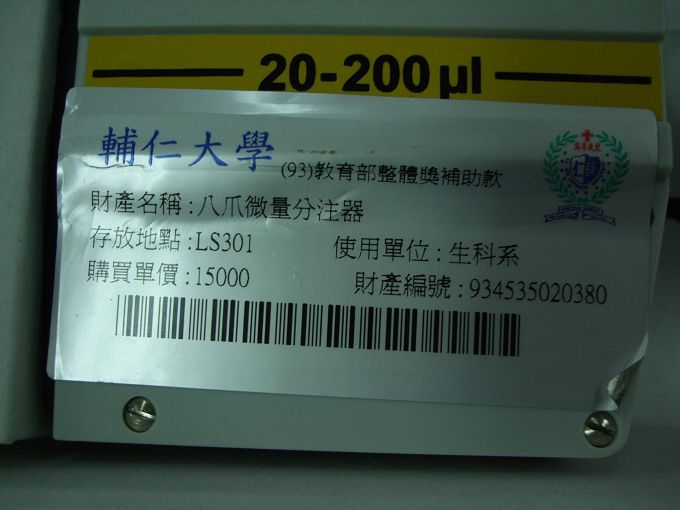 20-200 µl
輔仁大學 (93)教育部整體獎補助款
財產名稱：八爪微量分注器
存放地點：LS301 使用單位：生科系
購買單價：15000 財產編號：934535020380